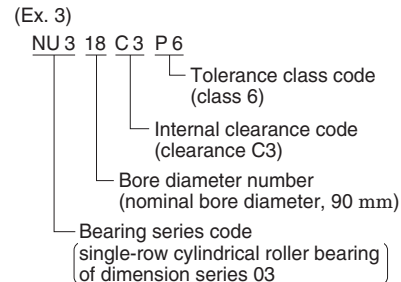 (Ex. 3)
NU 3 18 C 3 P 6
Tolerance class code
(class 6)
Internal clearance code
(clearance C3)
Bore diameter number
(nominal bore diameter, 90 mm)
Bearing series code
(single-row cylindrical roller bearing
of dimension series 03)